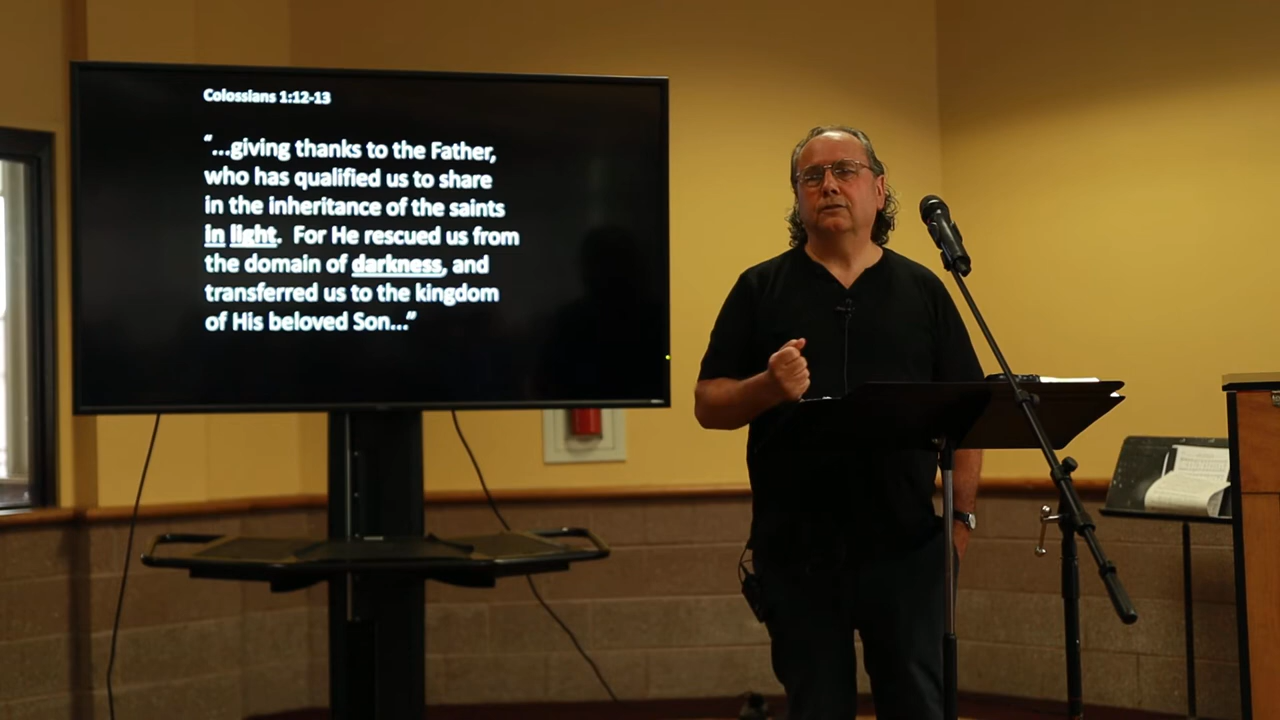 Colossians 1:12-13
“...giving thanks to the Father,
who has qualified us to share
in the inheritance of the saints
in light.  For He rescued us from
the domain of darkness, and
transferred us to the kingdom
of His beloved Son...”